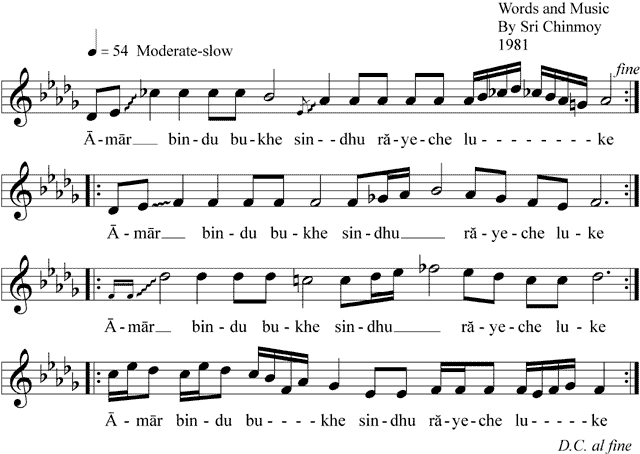 Words and Music
By Sri Chinmoy
1981
= 54 Moderate-slow
fine
Ā-mār bin-du bu-khe sin-dhu ră-ye-che lu- - - - - - - - ke
Ā-mār bin-du bu-khe sin-dhu ră-ye-che lu-ke
Ā-mār bin-du bu-khe sin-dhu ră-ye-che lu-ke
Ā-mār bin-du bu- - - -khe sin-dhu ră-ye-che lu- - - - ke
D.C. al fine